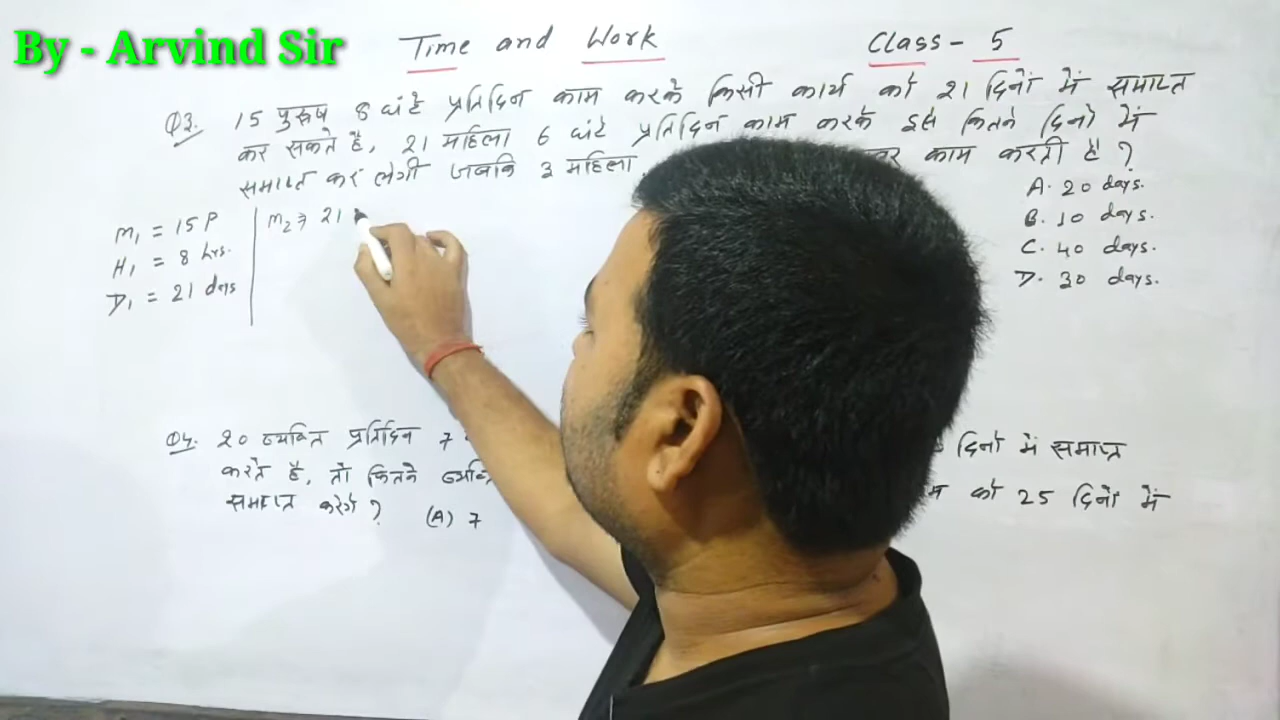 By - Arvind Sir
Time and Work
Class - 5
Q3. 15 पुरूष 8 घंटे प्रतिदिन काम करके किसी कार्य को 21 दिनों में समाप्त
कर सकते है, 21 महिला 6 घंटे प्रतिदिन काम करके इसे कितने दिनो में
समाप्त कर लेगी जबकि 3 महिला काम करती है ?
A. 20 days.
B. 10 days.
C. 40 days.
D. 30 days.
M₁ = 15 P
H₁ = 8 hrs.
D₁ = 21 days
M₂ ⇒ 21
Q4. 20 व्यक्ति प्रतिदिन 7 दिनों में समाप्त
करते है, तो कितने को 25 दिनों में
समाप्त करेगे ? (A) 7